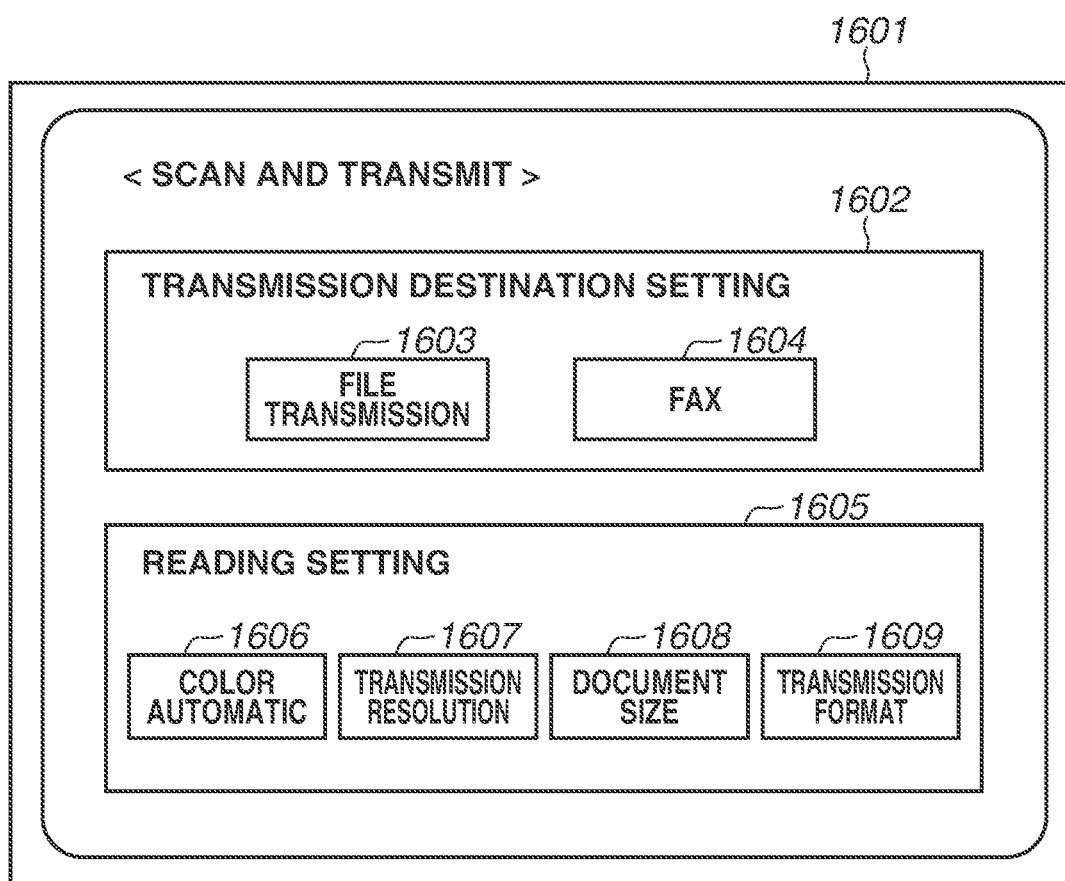 1601
< SCAN AND TRANSMIT >
1602
TRANSMISSION DESTINATION SETTING
1603
1604
FILE
TRANSMISSION
FAX
1605
READING SETTING
1606
1607
1608
1609
COLOR
AUTOMATIC
TRANSMISSION
RESOLUTION
DOCUMENT
SIZE
TRANSMISSION
FORMAT